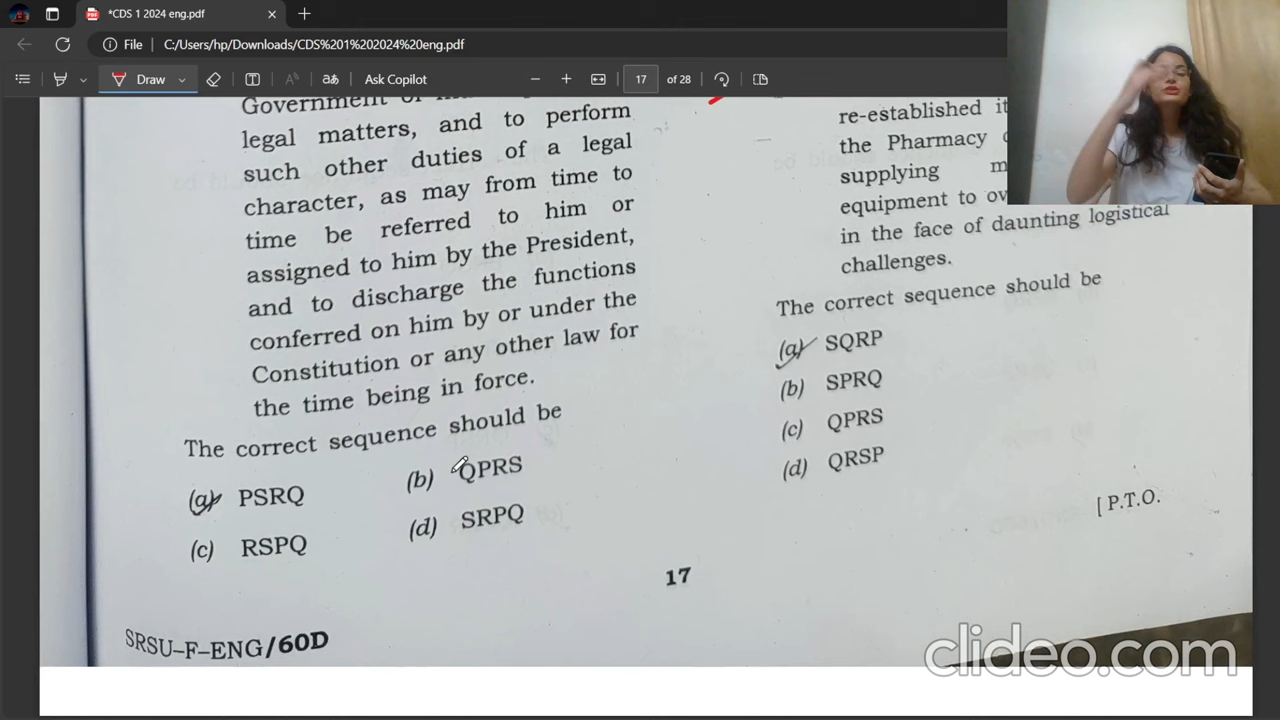 *CDS 1 2024 eng.pdf
File
C:/Users/hp/Downloads/CDS%201%202024%20eng.pdf
Draw
Ask Copilot
17 of 28
Government
legal matters, and to perform
such other duties of a legal
character, as may from time to
time be referred to him or
assigned to him by the President,
and to discharge the functions
conferred on him by or under the
Constitution or any other law for
the time being in force.
The correct sequence should be
(a) PSRQ
(b) QPRS
(c) RSPQ
(d) SRPQ
re-established it
the Pharmacy
supplying m
equipment to ov
in the face of daunting logistical
challenges.
The correct sequence should be
(a) SQRP
(b) SPRQ
(c) QPRS
(d) QRSP
[ P.T.O.
17
SRSU–F–ENG/60D
clideo.com